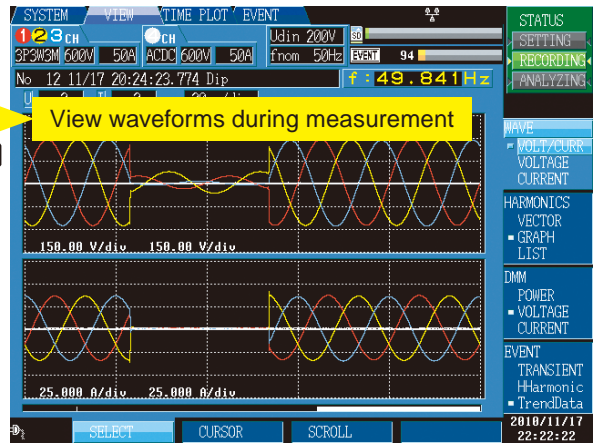 SYSTEM VIEW TIME PLOT EVENT
1 2 3 CH CH Udin 200V SD
3P3W3M 600V 50A ACDC 600V 50A fnom 50Hz EVENT 94
No 12 11/17 20:24:23.774 Dip f:49.841Hz
View waveforms during measurement
150.00 V/div 150.00 V/div
25.000 A/div 25.000 A/div
SELECT CURSOR SCROLL
STATUS
SETTING
RECORDING
ANALYZING
WAVE
VOLT/CURR
VOLTAGE
CURRENT
HARMONICS
VECTOR
GRAPH
LIST
DMM
POWER
VOLTAGE
CURRENT
EVENT
TRANSIENT
HHarmonic
TrendData
2010/11/17
22:22:22